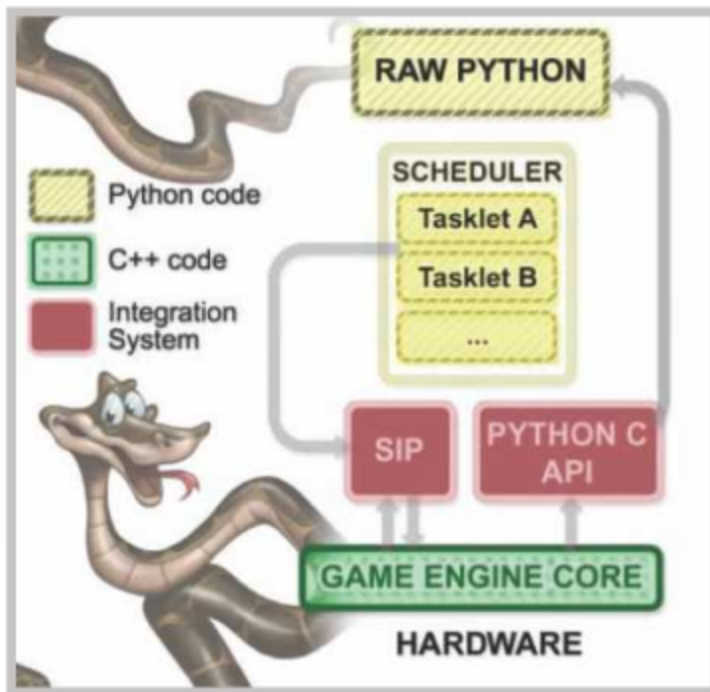 RAW PYTHON
SCHEDULER
Tasklet A
Tasklet B
...
Python code
C++ code
Integration
System
SIP
PYTHON C
API
GAME ENGINE CORE
HARDWARE